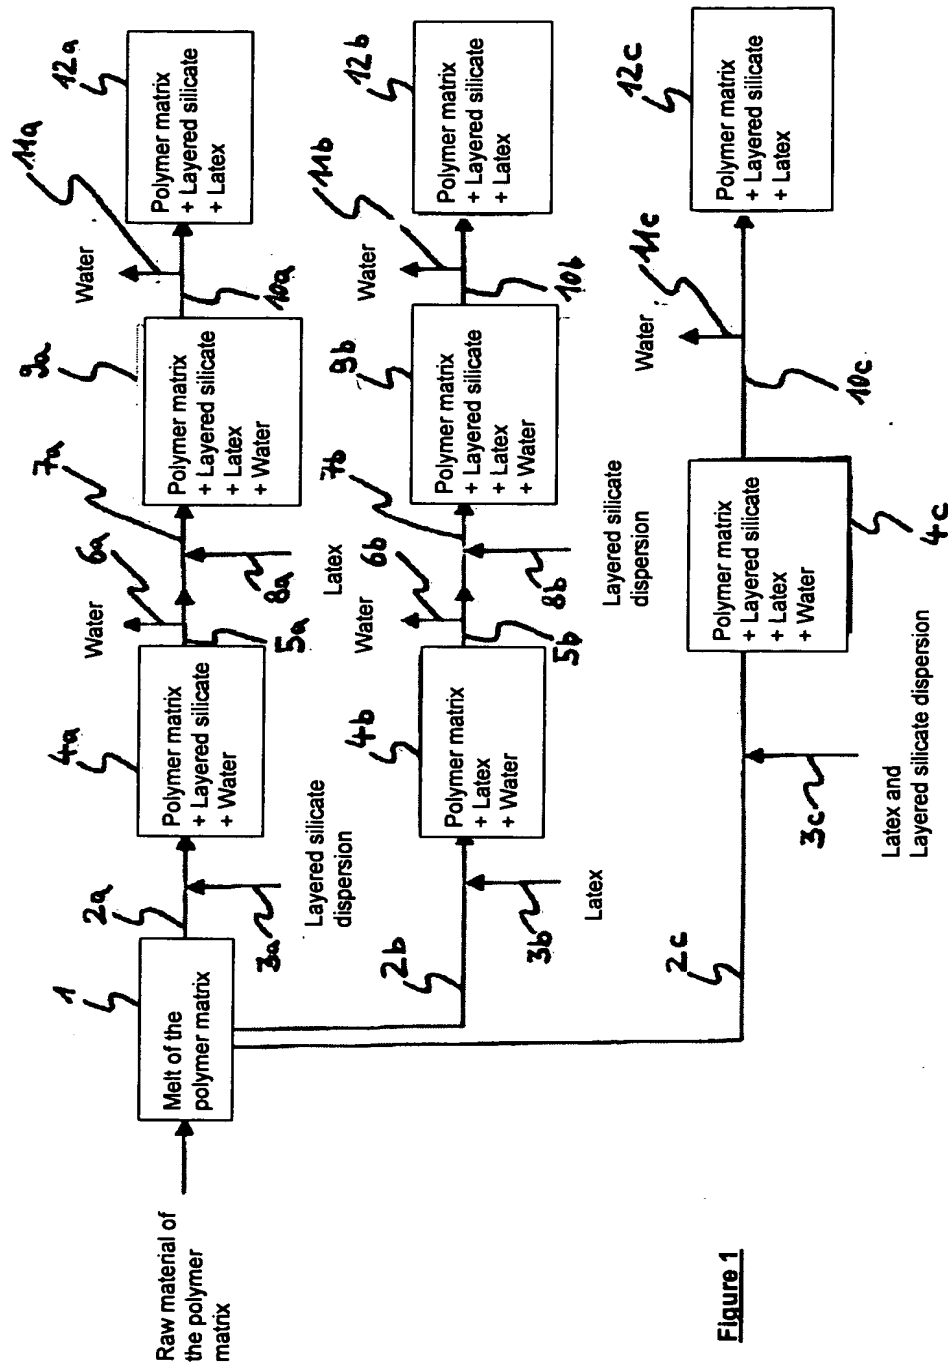 Raw material of
the polymer
matrix
1
Melt of the
polymer matrix
2a
3a
Layered silicate
dispersion
4a
Polymer matrix
+ Layered silicate
+ Water
5a
Water
6a
7a
8a
Latex
9a
Polymer matrix
+ Layered silicate
+ Latex
+ Water
10a
Water
11a
12a
Polymer matrix
+ Layered silicate
+ Latex
2b
3b
Latex
4b
Polymer matrix
+ Latex
+ Water
5b
Water
6b
7b
8b
Layered silicate
dispersion
9b
Polymer matrix
+ Layered silicate
+ Latex
+ Water
10b
Water
11b
12b
Polymer matrix
+ Layered silicate
+ Latex
2c
3c
Latex and
Layered silicate dispersion
4c
Polymer matrix
+ Layered silicate
+ Latex
+ Water
10c
Water
11c
12c
Polymer matrix
+ Layered silicate
+ Latex
Figure 1